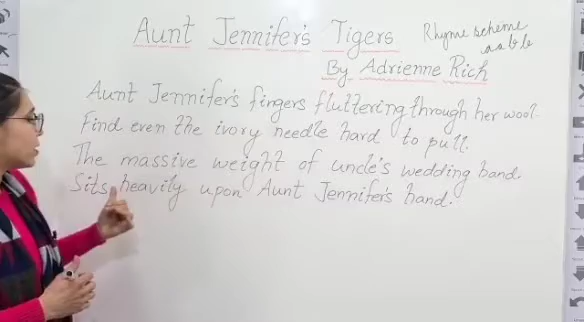 Aunt Jennifer's Tigers
Rhyme scheme
aabb
By Adrienne Rich
Aunt Jennifer's fingers fluttering through her wool.
Find even the ivory needle hard to pull.
The massive weight of uncle's wedding band.
Sits heavily upon Aunt Jennifer's hand.